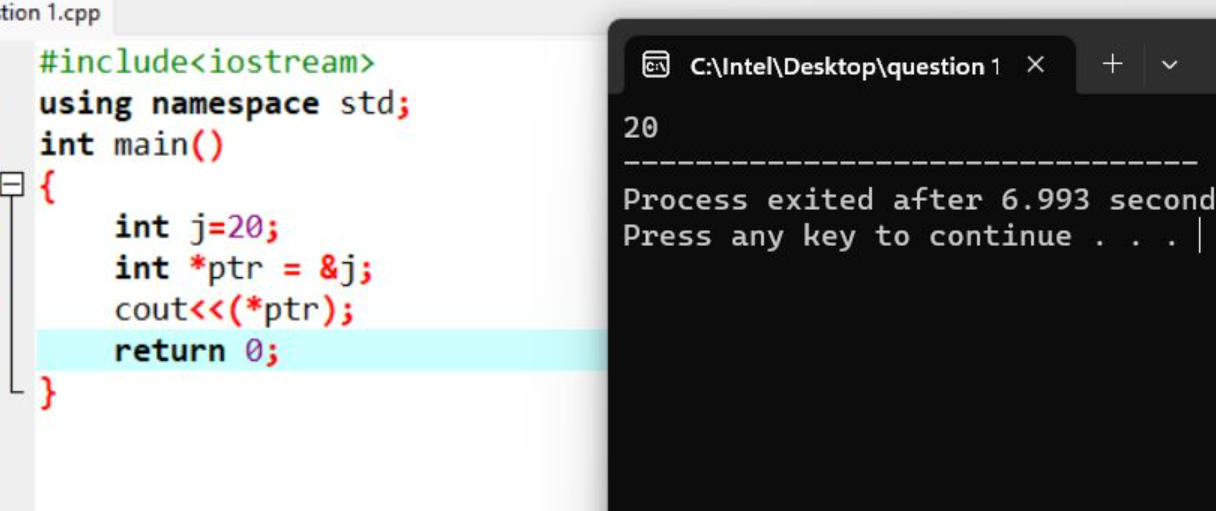 tion 1.cpp
#include<iostream>
using namespace std;
int main()
{
int j=20;
int *ptr = &j;
cout<<(*ptr);
return 0;
}
C:\Intel\Desktop\question 1
20
--------------------------------
Process exited after 6.993 second
Press any key to continue . . .